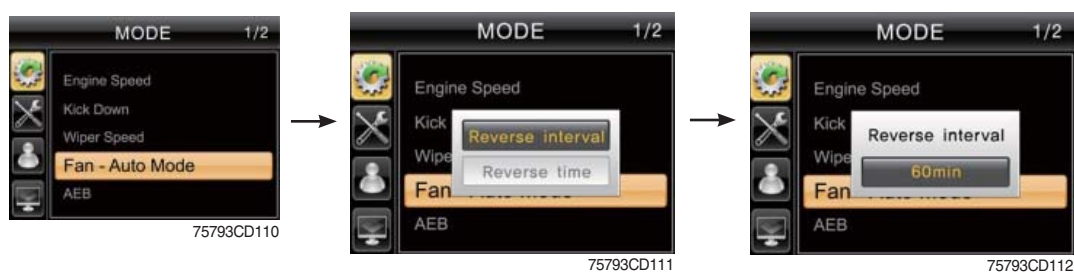 MODE 1/2
Engine Speed
Kick Down
Wiper Speed
Fan - Auto Mode
AEB
75793CD110
MODE 1/2
Engine Speed
Kick
Reverse interval
Wipe
Reverse time
Fan
AEB
75793CD111
MODE 1/2
Engine Speed
Kick
Reverse interval
Wipe
60min
Fan
AEB
75793CD112